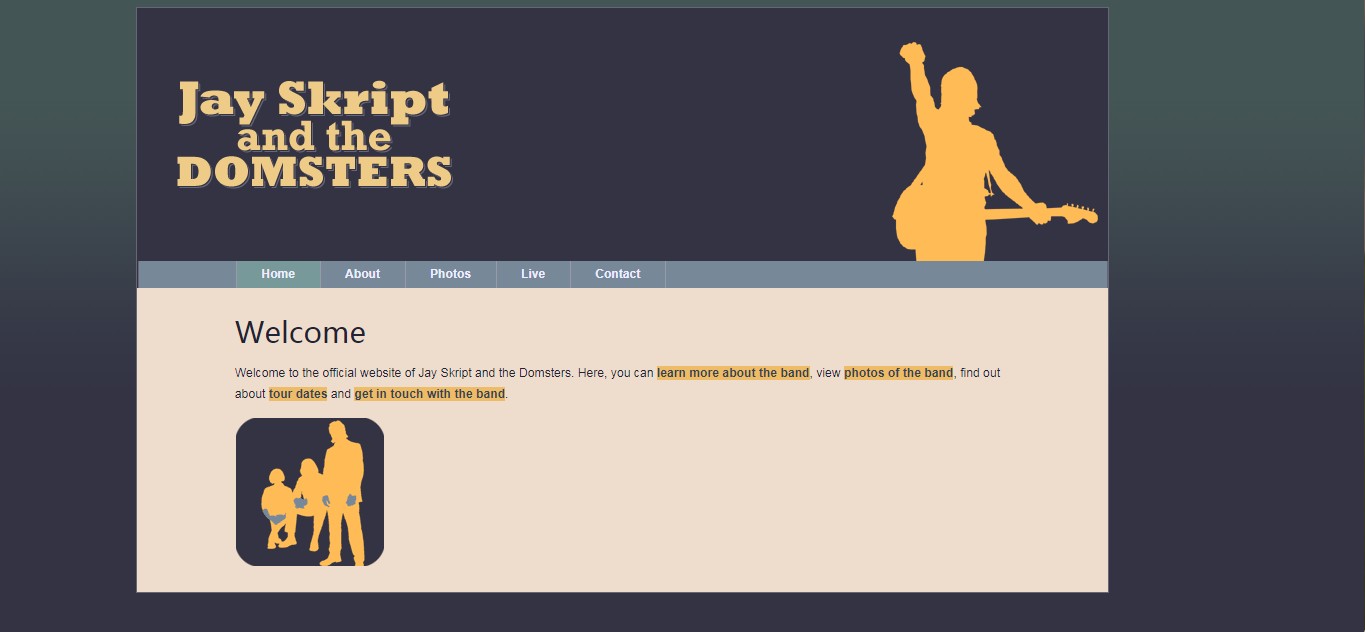 Jay Skript
and the
DOMSTERS
Home About Photos Live Contact
Welcome
Welcome to the official website of Jay Skript and the Domsters. Here, you can learn more about the band, view photos of the band, find out
about tour dates and get in touch with the band.